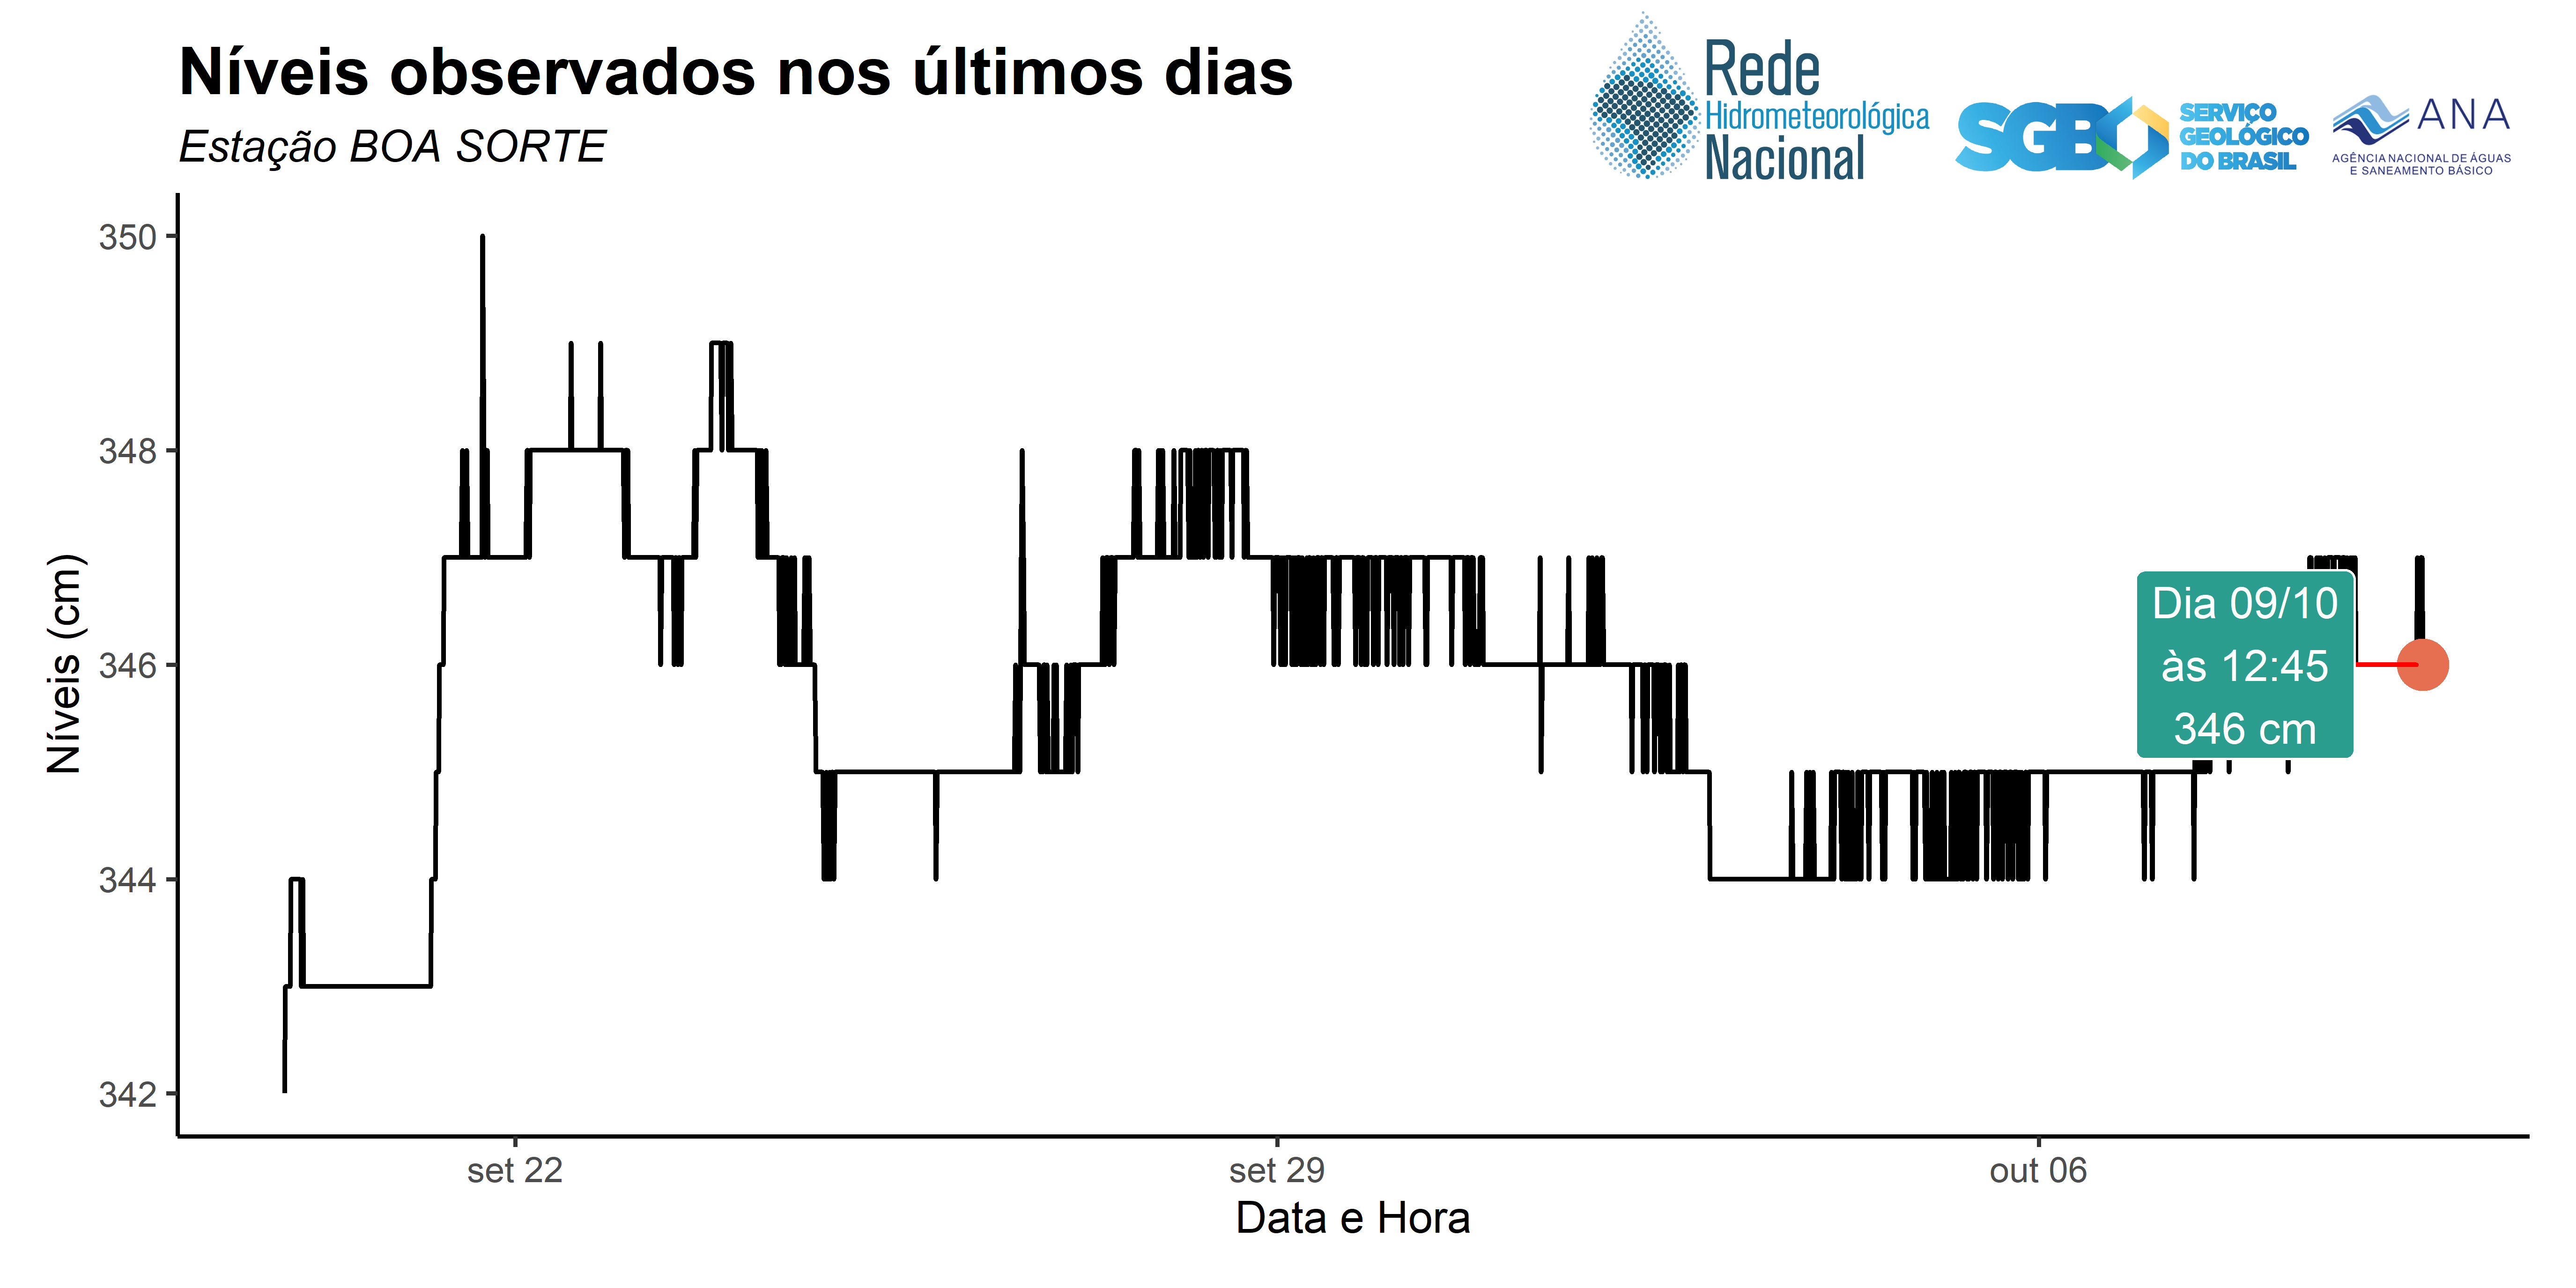 Níveis observados nos últimos dias
Estação BOA SORTE
Rede
Hidrometeorológica
Nacional
SGB
SERVIÇO
GEOLÓGICO
DO BRASIL
ANA
AGÊNCIA NACIONAL DE ÁGUAS
E SANEAMENTO BÁSICO
Níveis (cm)
350
348
346
344
342
Dia 09/10
às 12:45
346 cm
set 22
set 29
out 06
Data e Hora